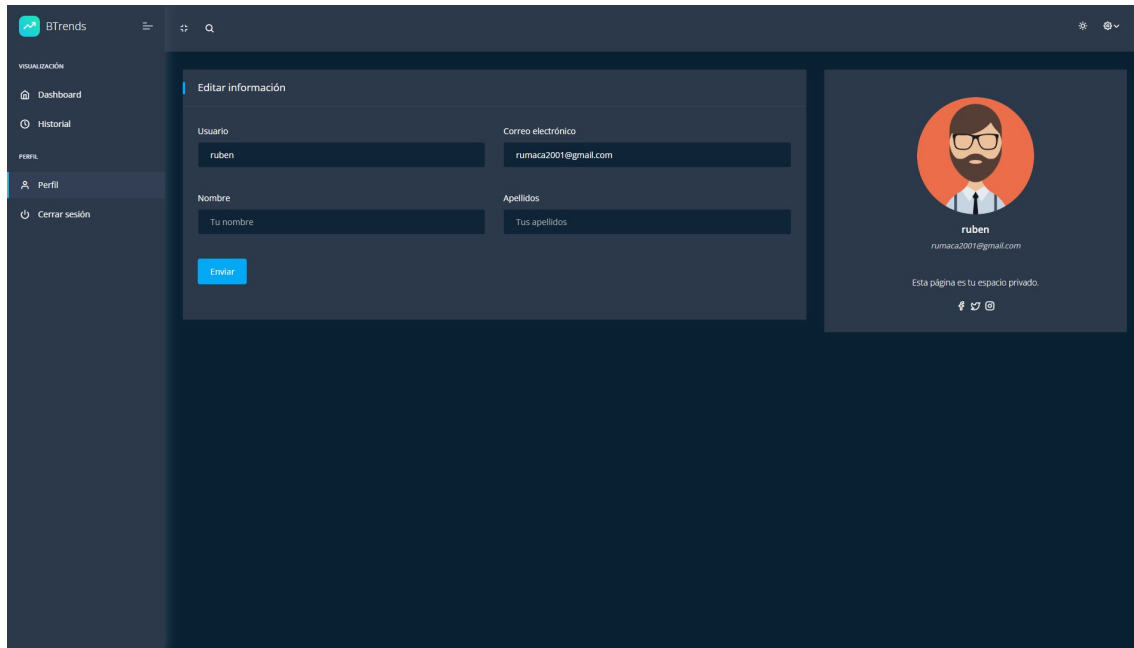 BTrends
VISUALIZACIÓN
Dashboard
Historial
PERFIL
Perfil
Cerrar sesión
Editar información
Usuario
Correo electrónico
ruben
rumaca2001@gmail.com
Nombre
Apellidos
Tu nombre
Tus apellidos
Enviar
ruben
rumaca2001@gmail.com
Esta página es tu espacio privado.